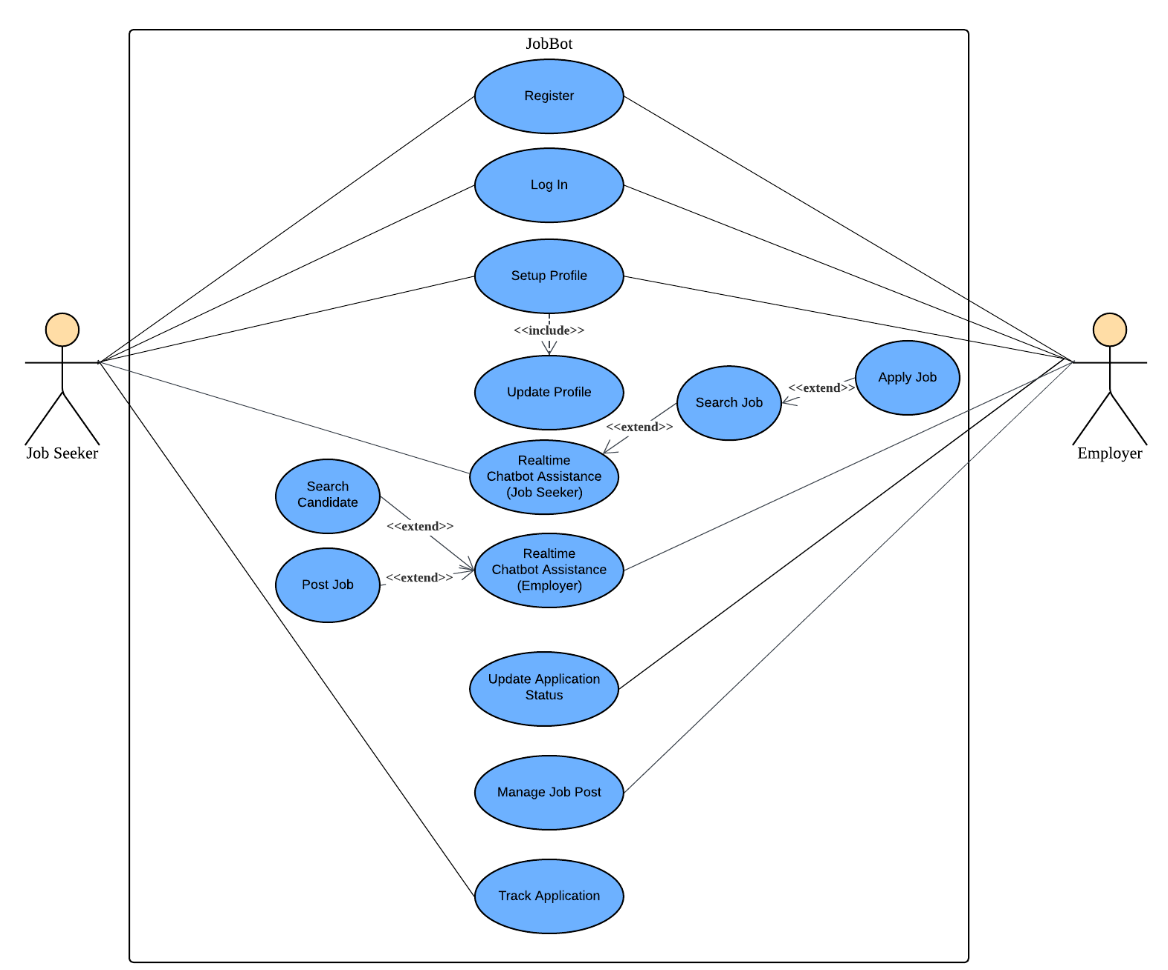 JobBot
Register
Log In
Setup Profile
<<include>>
Update Profile
Search Job
<<extend>>
Apply Job
<<extend>>
Job Seeker
Employer
Realtime
Chatbot Assistance
(Job Seeker)
Search
Candidate
<<extend>>
Post Job
<<extend>>
Realtime
Chatbot Assistance
(Employer)
Update Application
Status
Manage Job Post
Track Application